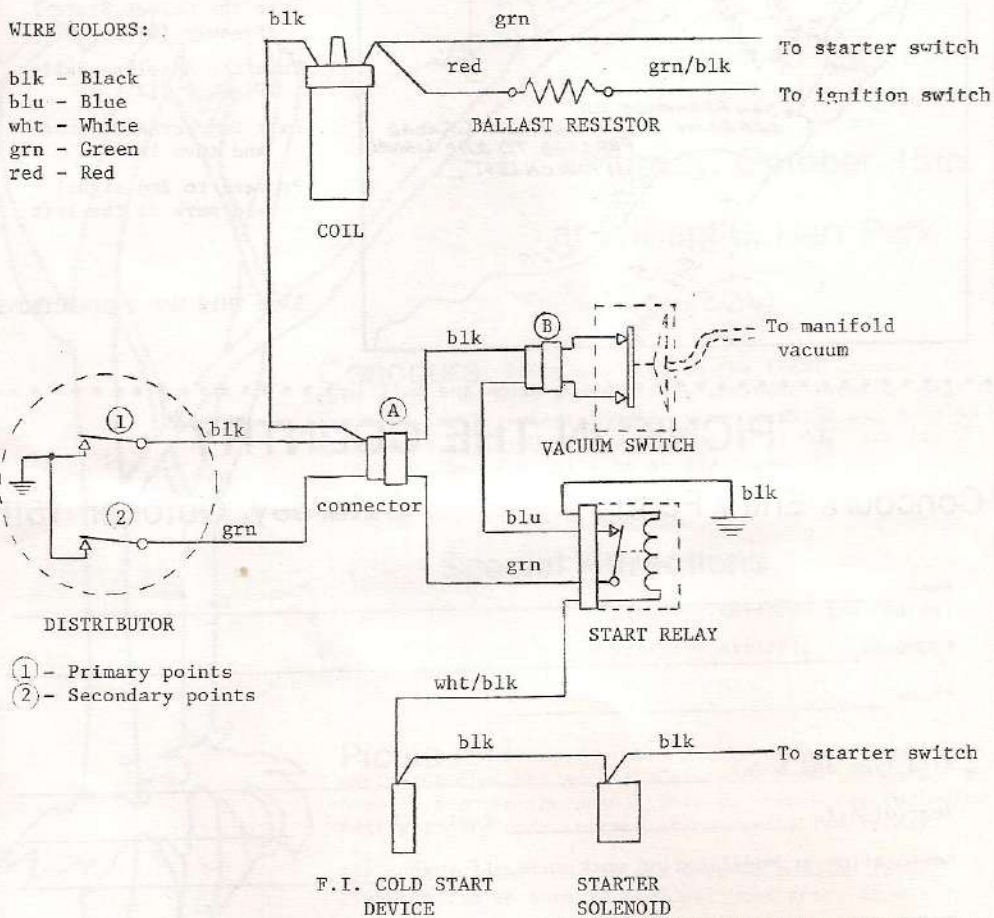 WIRE COLORS:
blk - Black
blu - Blue
wht - White
grn - Green
red - Red
blk
grn
To starter switch
red
grn/blk
To ignition switch
BALLAST RESISTOR
COIL
blk
B
To manifold
vacuum
A
1
blk
VACUUM SWITCH
connector
blk
2
grn
blu
grn
DISTRIBUTOR
START RELAY
1 - Primary points
2 - Secondary points
wht/blk
blk
blk
To starter switch
F.I. COLD START
DEVICE
STARTER
SOLENOID